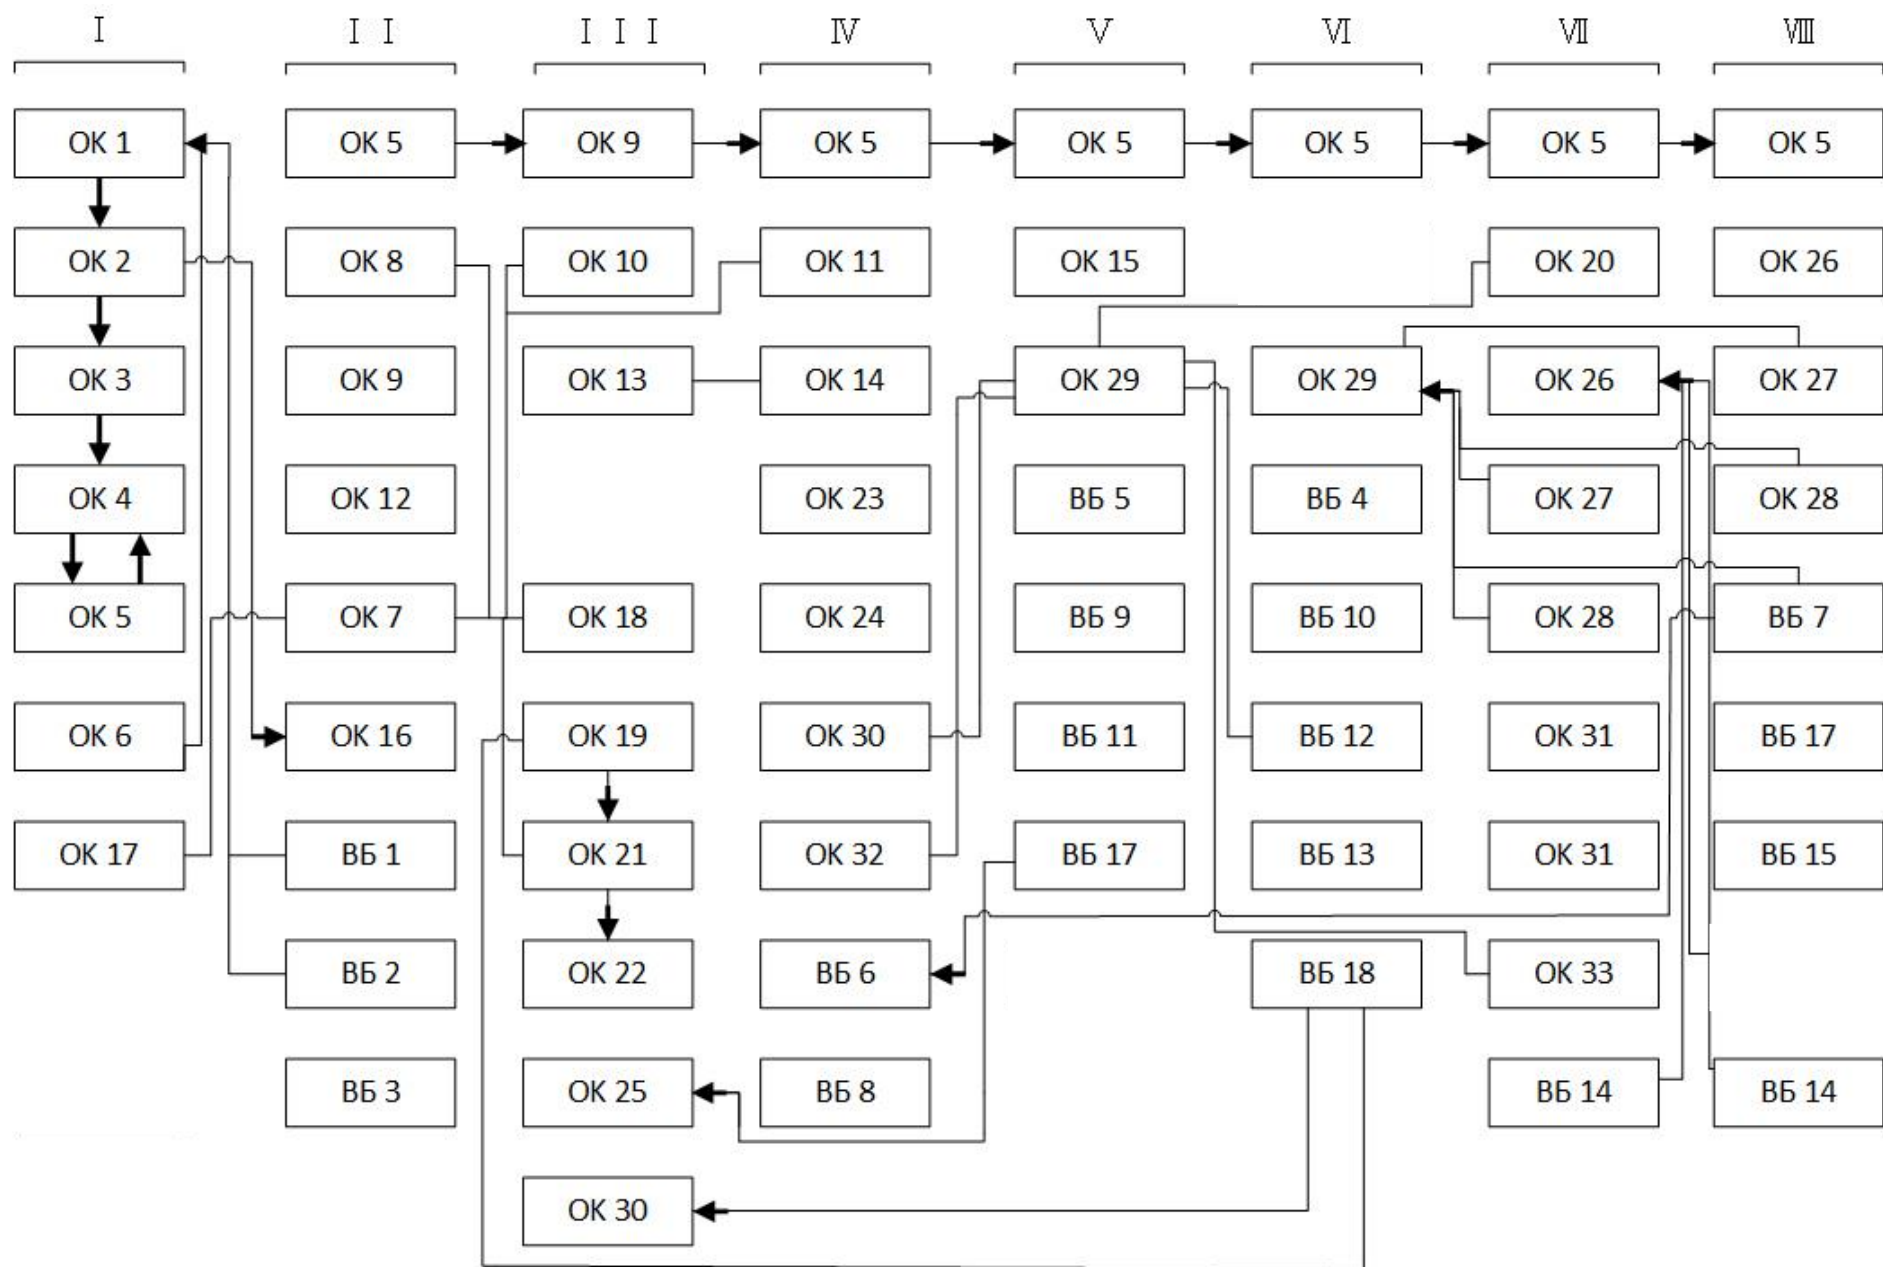 I II III IV V VI VII VIII
ОК 1 ОК 5 ОК 9 ОК 5 ОК 5 ОК 5 ОК 5 ОК 5
ОК 2 ОК 8 ОК 10 ОК 11 ОК 15 ОК 20 ОК 26
ОК 3 ОК 9 ОК 13 ОК 14 ОК 29 ОК 29 ОК 26 ОК 27
ОК 4 ОК 12 ОК 23 ВБ 5 ВБ 4 ОК 27 ОК 28
ОК 5 ОК 7 ОК 18 ОК 24 ВБ 9 ВБ 10 ОК 28 ВБ 7
ОК 6 ОК 16 ОК 19 ОК 30 ВБ 11 ВБ 12 ОК 31 ВБ 17
ОК 17 ВБ 1 ОК 21 ОК 32 ВБ 17 ВБ 13 ОК 31 ВБ 15
ВБ 2 ОК 22 ВБ 6 ВБ 18 ОК 33
ВБ 3 ОК 25 ВБ 8 ВБ 14 ВБ 14
ОК 30